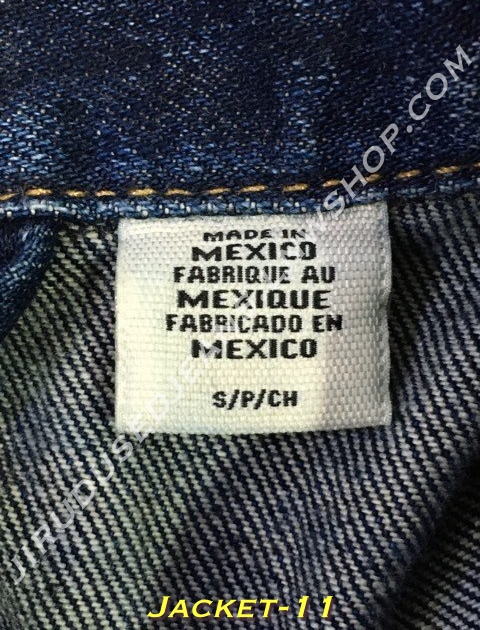 MADE IN
MEXICO
FABRIQUE AU
MEXIQUE
FABRICADO EN
MEXICO
S/P/CH
JACKET-11